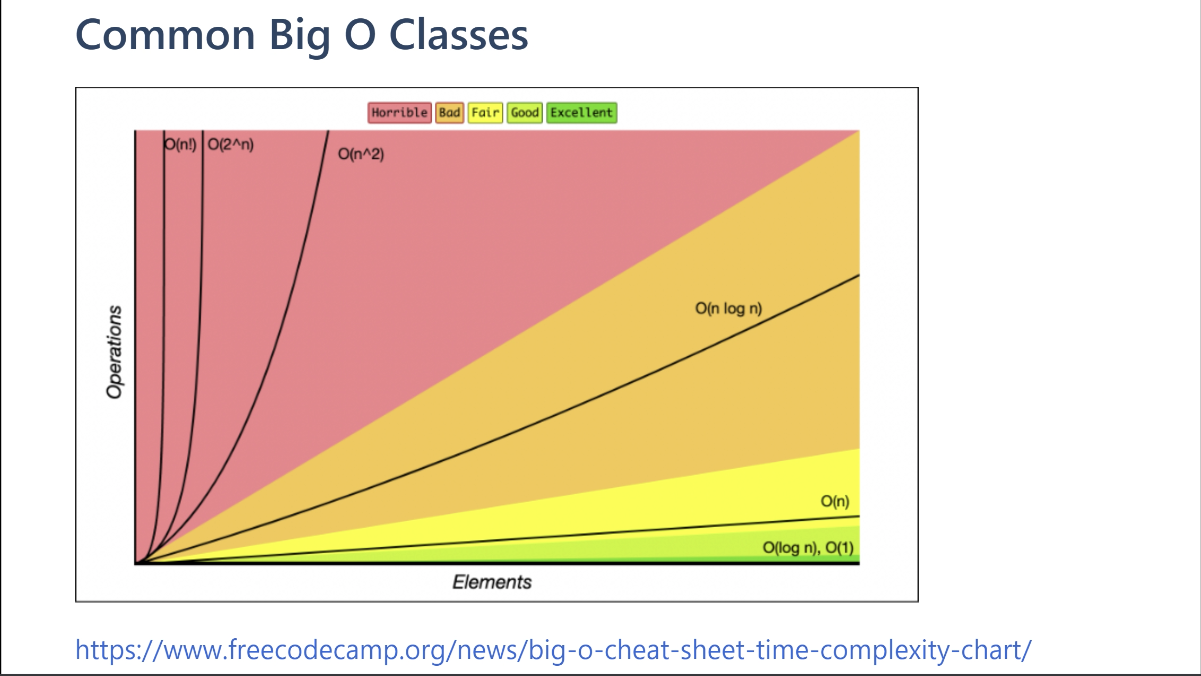 Common Big O Classes
Horrible Bad Fair Good Excellent
O(n!) O(2^n)
O(n^2)
O(n log n)
Operations
O(n)
O(log n), O(1)
Elements
https://www.freecodecamp.org/news/big-o-cheat-sheet-time-complexity-chart/